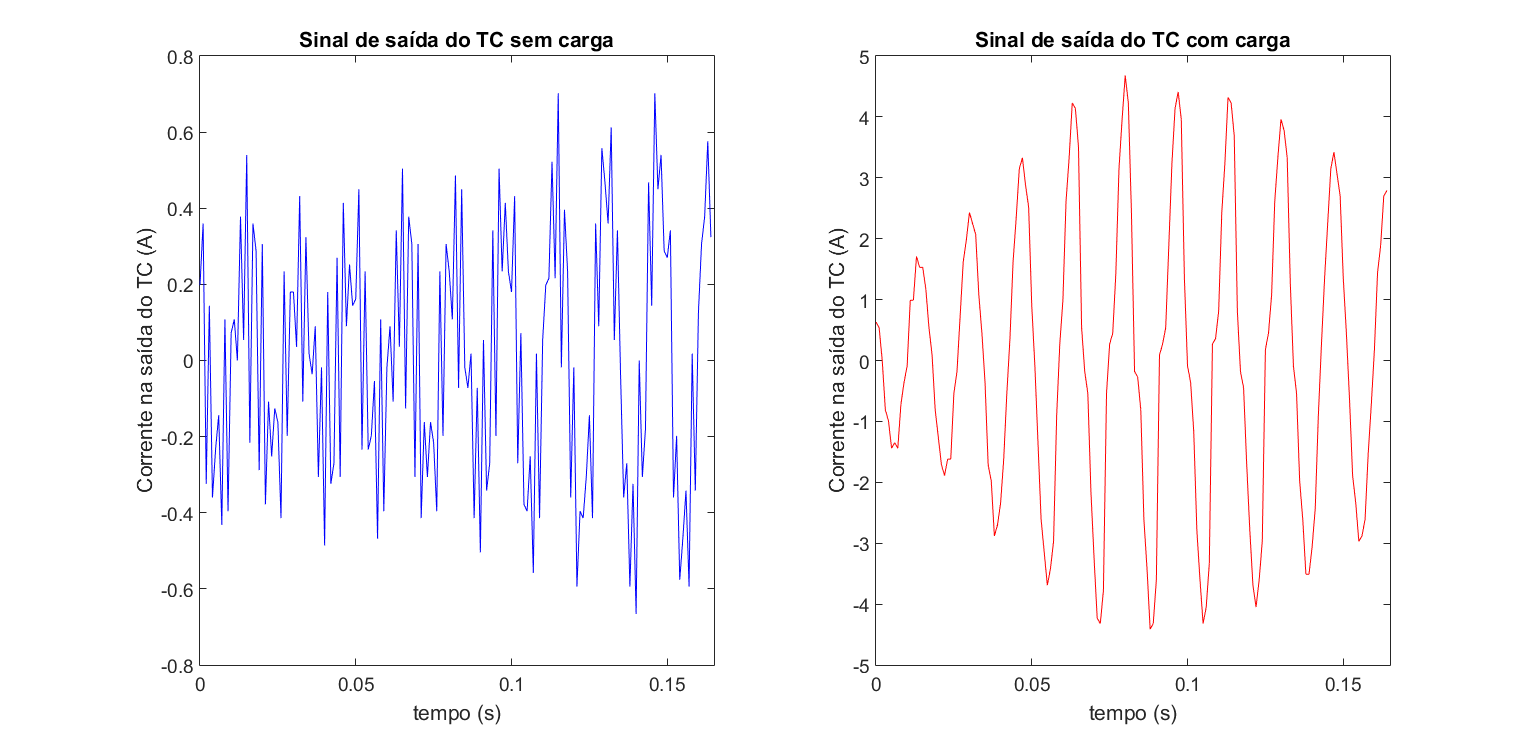 Sinal de saída do TC sem carga
0.8
0.6
0.4
0.2
0
-0.2
-0.4
-0.6
-0.8
Corrente na saída do TC (A)
0 0.05 0.1 0.15
tempo (s)
Sinal de saída do TC com carga
5
4
3
2
1
0
-1
-2
-3
-4
-5
Corrente na saída do TC (A)
0 0.05 0.1 0.15
tempo (s)